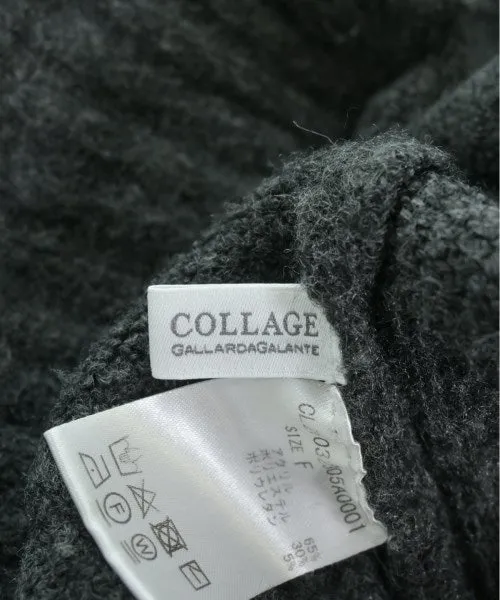 COLLAGE
GALLARDAGALANTE
SIZE F
アクリル 65%
ポリエステル 30%
ポリウレタン 5%
P
W